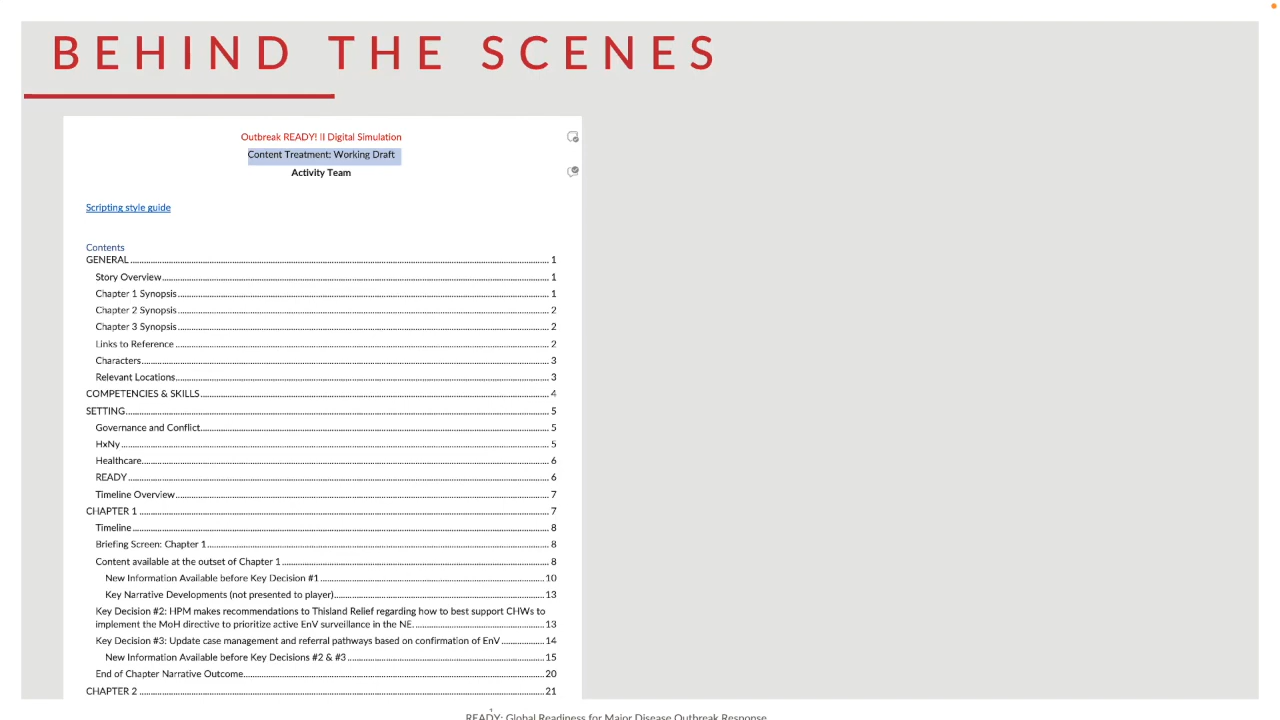 BEHIND THE SCENES
Outbreak READY! II Digital Simulation
Content Treatment: Working Draft
Activity Team
Scripting style guide
Contents
GENERAL 1
Story Overview 1
Chapter 1 Synopsis 1
Chapter 2 Synopsis 2
Chapter 3 Synopsis 2
Links to Reference 2
Characters 3
Relevant Locations 3
COMPETENCIES & SKILLS 4
SETTING 5
Governance and Conflict 5
HxNy 5
Healthcare 6
READY 6
Timeline Overview 7
CHAPTER 1 7
Timeline 8
Briefing Screen: Chapter 1 8
Content available at the outset of Chapter 1 8
New Information Available before Key Decision #1 10
Key Narrative Developments (not presented to player) 13
Key Decision #2: HPM makes recommendations to Thisland Relief regarding how to best support CHWs to
implement the MoH directive to prioritize active EnV surveillance in the NE. 13
Key Decision #3: Update case management and referral pathways based on confirmation of EnV 14
New Information Available before Key Decisions #2 & #3 15
End of Chapter Narrative Outcome 20
CHAPTER 2 21
READY: Global Readiness for Major Disease Outbreak Response